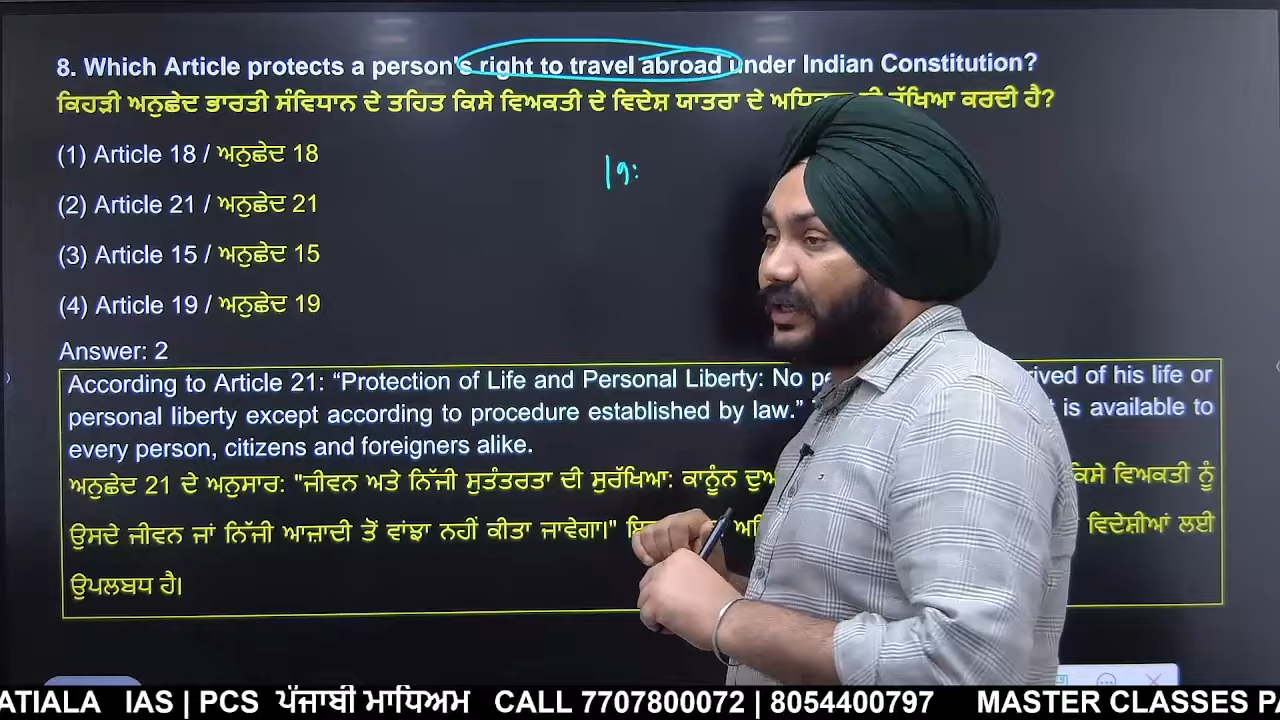 8. Which Article protects a person's right to travel abroad under Indian Constitution?
ਕਿਹੜੀ ਅਨੁਛੇਦ ਭਾਰਤੀ ਸੰਵਿਧਾਨ ਦੇ ਤਹਿਤ ਕਿਸੇ ਵਿਅਕਤੀ ਦੇ ਵਿਦੇਸ਼ ਯਾਤਰਾ ਦੇ ਕਰਦੀ ਹੈ?
19:
(1) Article 18 / ਅਨੁਛੇਦ 18
(2) Article 21 / ਅਨੁਛੇਦ 21
(3) Article 15 / ਅਨੁਛੇਦ 15
(4) Article 19 / ਅਨੁਛੇਦ 19
Answer: 2
According to Article 21: “Protection of Life and Personal Liberty: No of his life or
personal liberty except according to procedure established by law.” is available to
every person, citizens and foreigners alike.
ਅਨੁਛੇਦ 21 ਦੇ ਅਨੁਸਾਰ: "ਜੀਵਨ ਅਤੇ ਨਿੱਜੀ ਸੁਤੰਤਰਤਾ ਦੀ ਸੁਰੱਖਿਆ: ਕਾਨੂੰਨ ਵਿਅਕਤੀ ਨੂੰ
ਉਸਦੇ ਜੀਵਨ ਜਾਂ ਨਿੱਜੀ ਆਜ਼ਾਦੀ ਤੋਂ ਵਾਂਝਾ ਨਹੀਂ ਕੀਤਾ ਜਾਵੇਗਾ।" ਵਿਦੇਸ਼ੀਆਂ ਲਈ
ਉਪਲਬਧ ਹੈ।
IAS | PCS ਪੰਜਾਬੀ ਮਾਧਿਅਮ CALL 7707800072 | 8054400797 MASTER CLASSES